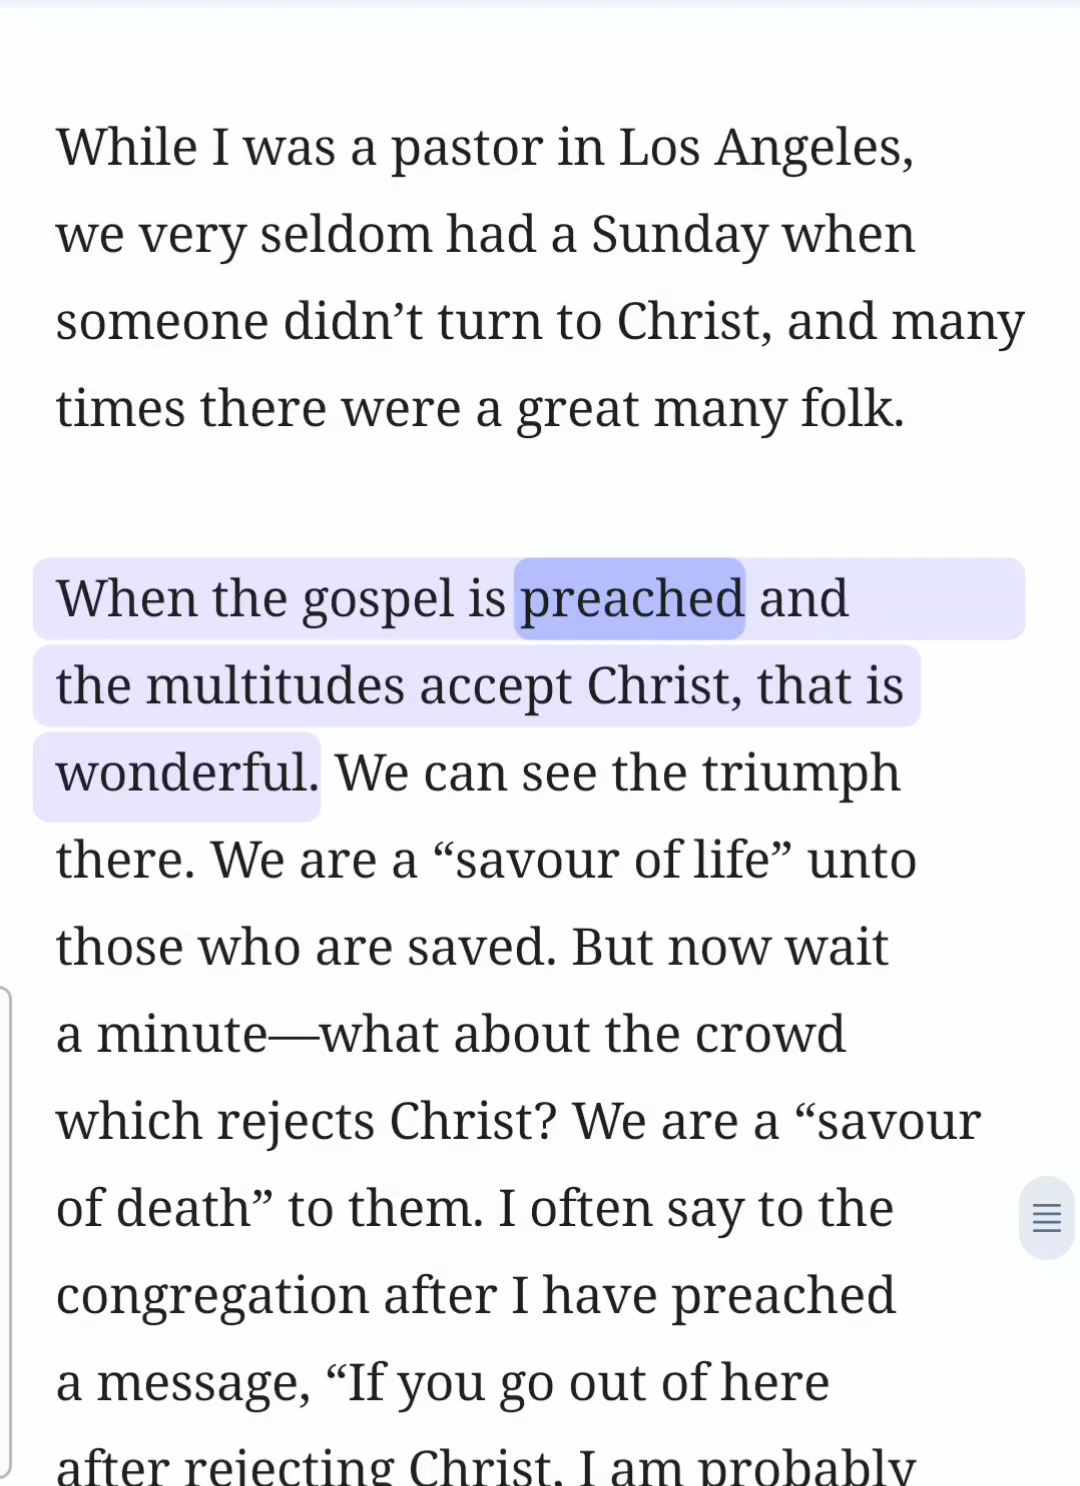 While I was a pastor in Los Angeles,
we very seldom had a Sunday when
someone didn’t turn to Christ, and many
times there were a great many folk.
When the gospel is preached and
the multitudes accept Christ, that is
wonderful. We can see the triumph
there. We are a “savour of life” unto
those who are saved. But now wait
a minute—what about the crowd
which rejects Christ? We are a “savour
of death” to them. I often say to the
congregation after I have preached
a message, “If you go out of here
after rejecting Christ, I am probably